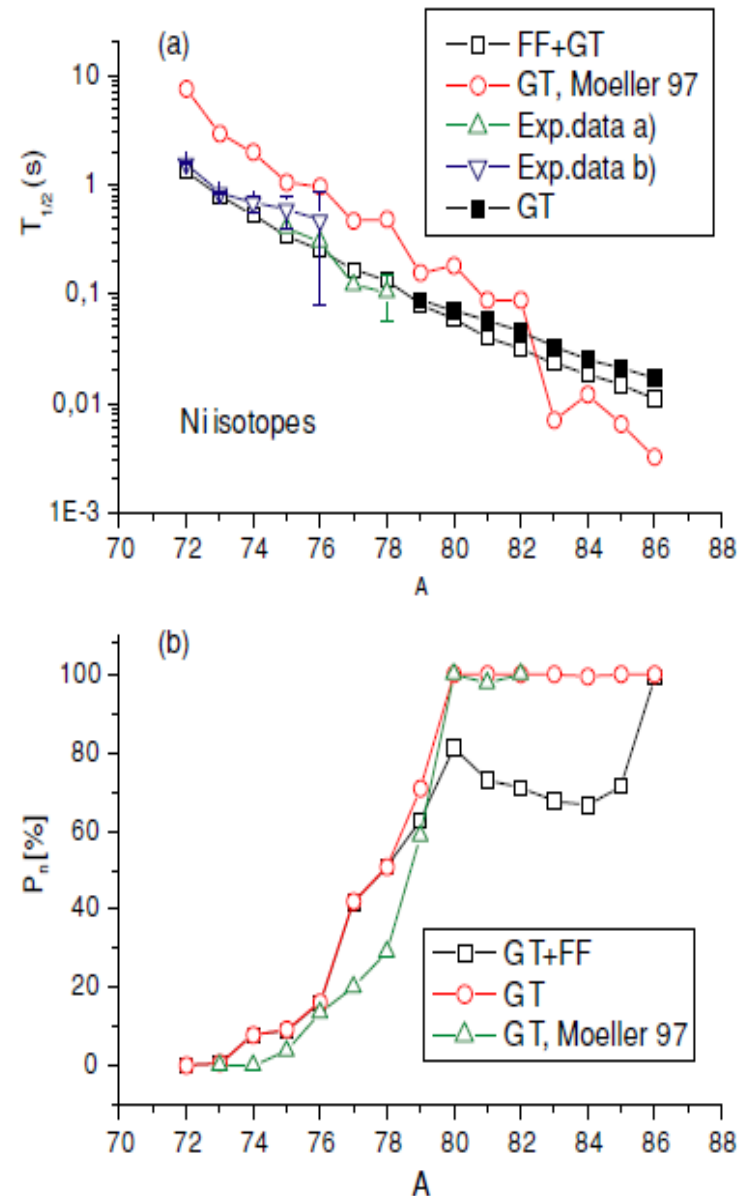 (a)
FF+GT
GT, Moeller 97
Exp.data a)
Exp.data b)
GT
10
1
0,1
0,01
1E-3
T1/2 (s)
Ni isotopes
70 72 74 76 78 80 82 84 86 88
A
(b)
100
80
60
40
20
0
Pn [%]
GT+FF
GT
GT, Moeller 97
70 72 74 76 78 80 82 84 86 88
A